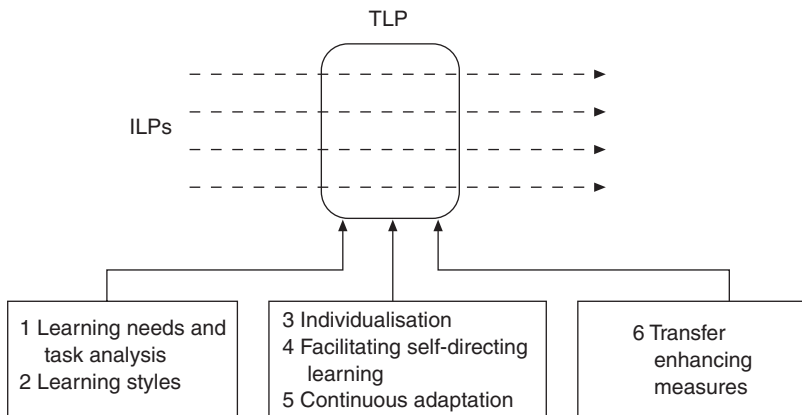 TLP
ILPs
1 Learning needs and
task analysis
2 Learning styles
3 Individualisation
4 Facilitating self-directing
learning
5 Continuous adaptation
6 Transfer
enhancing
measures